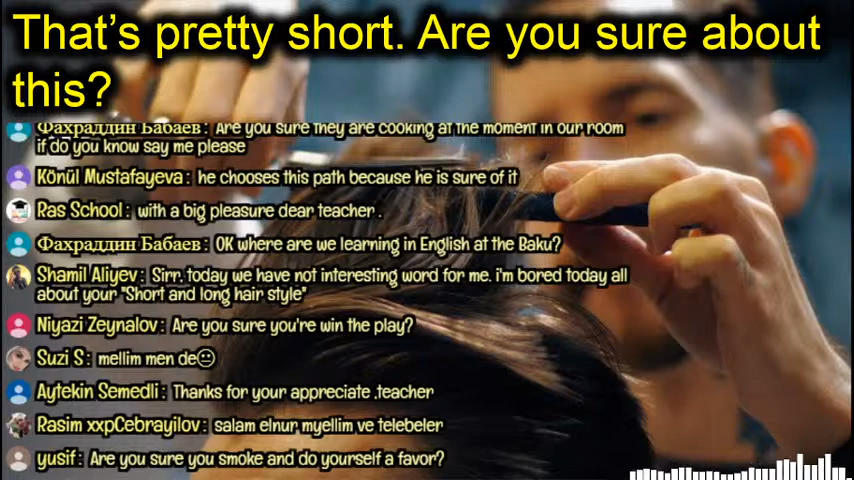 That's pretty short. Are you sure about
this?
Фахраддин Бабаев: Are you sure they are cooking at the moment in our room
if,do you know say me please
Könül Mustafayeva: he chooses this path because he is sure of it
Ras School: with a big pleasure dear teacher .
Фахраддин Бабаев: OK where are we learning in English at the Baku?
Shamil Aliyev: Sirr, today we have not interesting word for me. i'm bored today all
about your "Short and long hair style"
Niyazi Zeynalov: Are you sure you're win the play?
Suzi S: mellim men de😐
Aytekin Semedli: Thanks for your appreciate .teacher
Rasim xxpCebrayilov: salam elnur myellim ve telebeler
yusif: Are you sure you smoke and do yourself a favor?